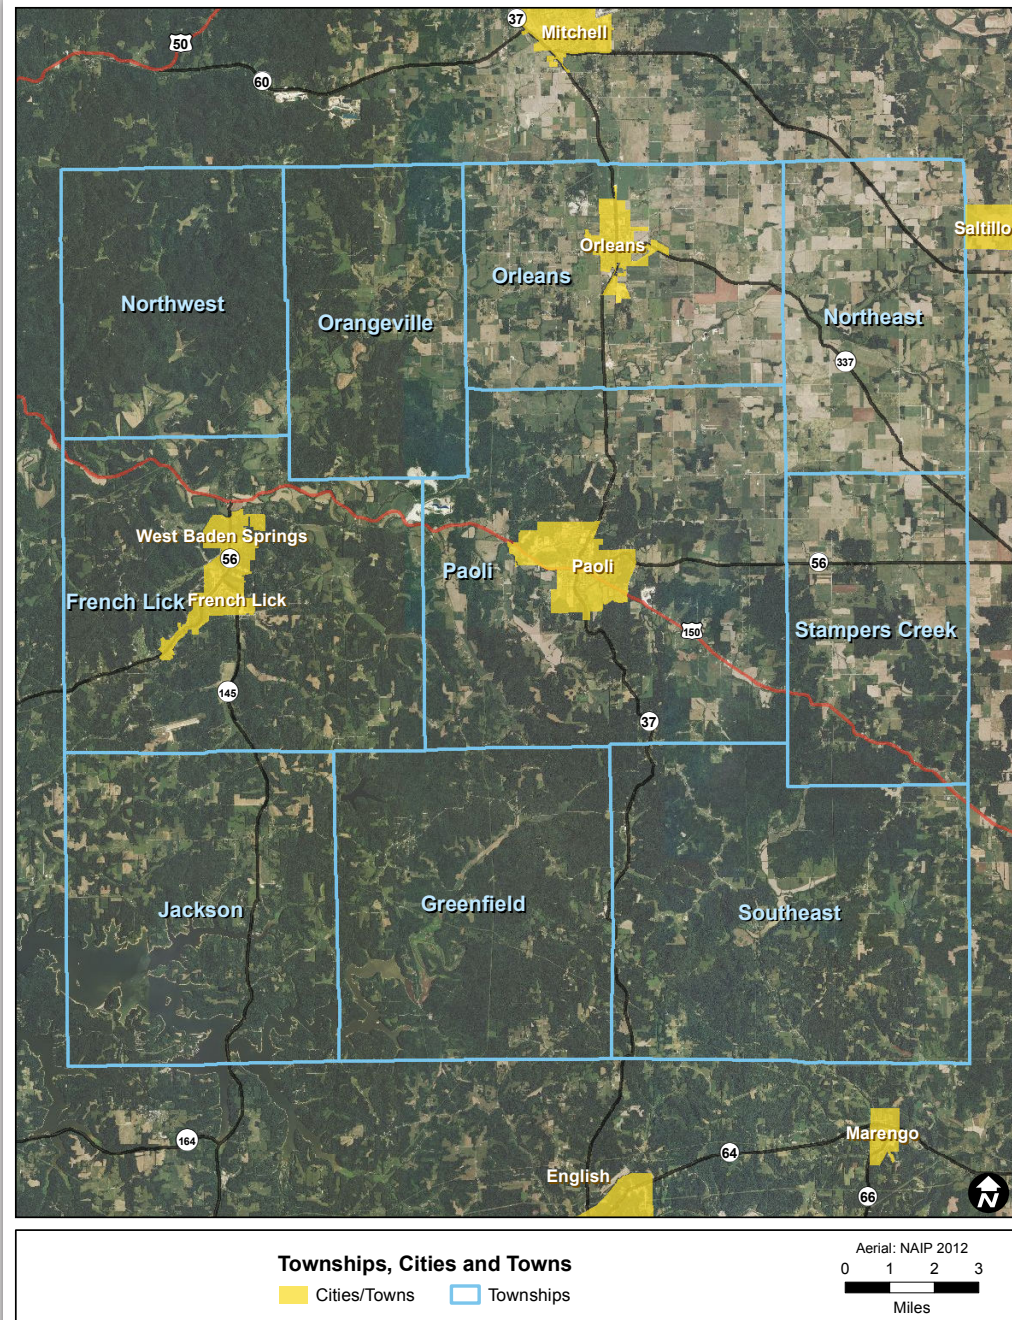 37
Mitchell
50
60
Saltillo
Orleans
Orleans
Northwest
Orangeville
Northeast
337
West Baden Springs
56
56
Paoli
Paoli
French Lick
French Lick
150
Stampers Creek
145
37
Jackson
Greenfield
Southeast
164
Marengo
64
English
66
N
Townships, Cities and Towns
Cities/Towns
Townships
Aerial: NAIP 2012
0 1 2 3
Miles